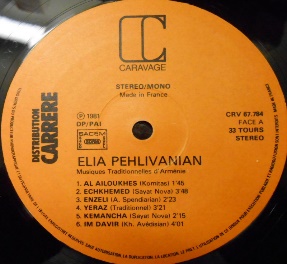 CARAVAGE
STEREO/MONO
Made in France
DISTRIBUTION
CARRERE
℗ 1981
DP/PAI
SACEM
CRV 67.784
FACE A
33 TOURS
STEREO
ELIA PEHLIVANIAN
Musiques Traditionnelles d'Arménie
1 - AL AILOUKHES (Komitas) 1'45
2 - ECHKHEMED (Sayat Nova) 3'48
3 - ENZELI (A. Spendiarian) 2'23
4 - YERAZ (Traditionnel) 3'21
5 - KEMANCHA (Sayat Nova) 2'15
6 - IM DAVIR (Kh. Avédisian) 4'01